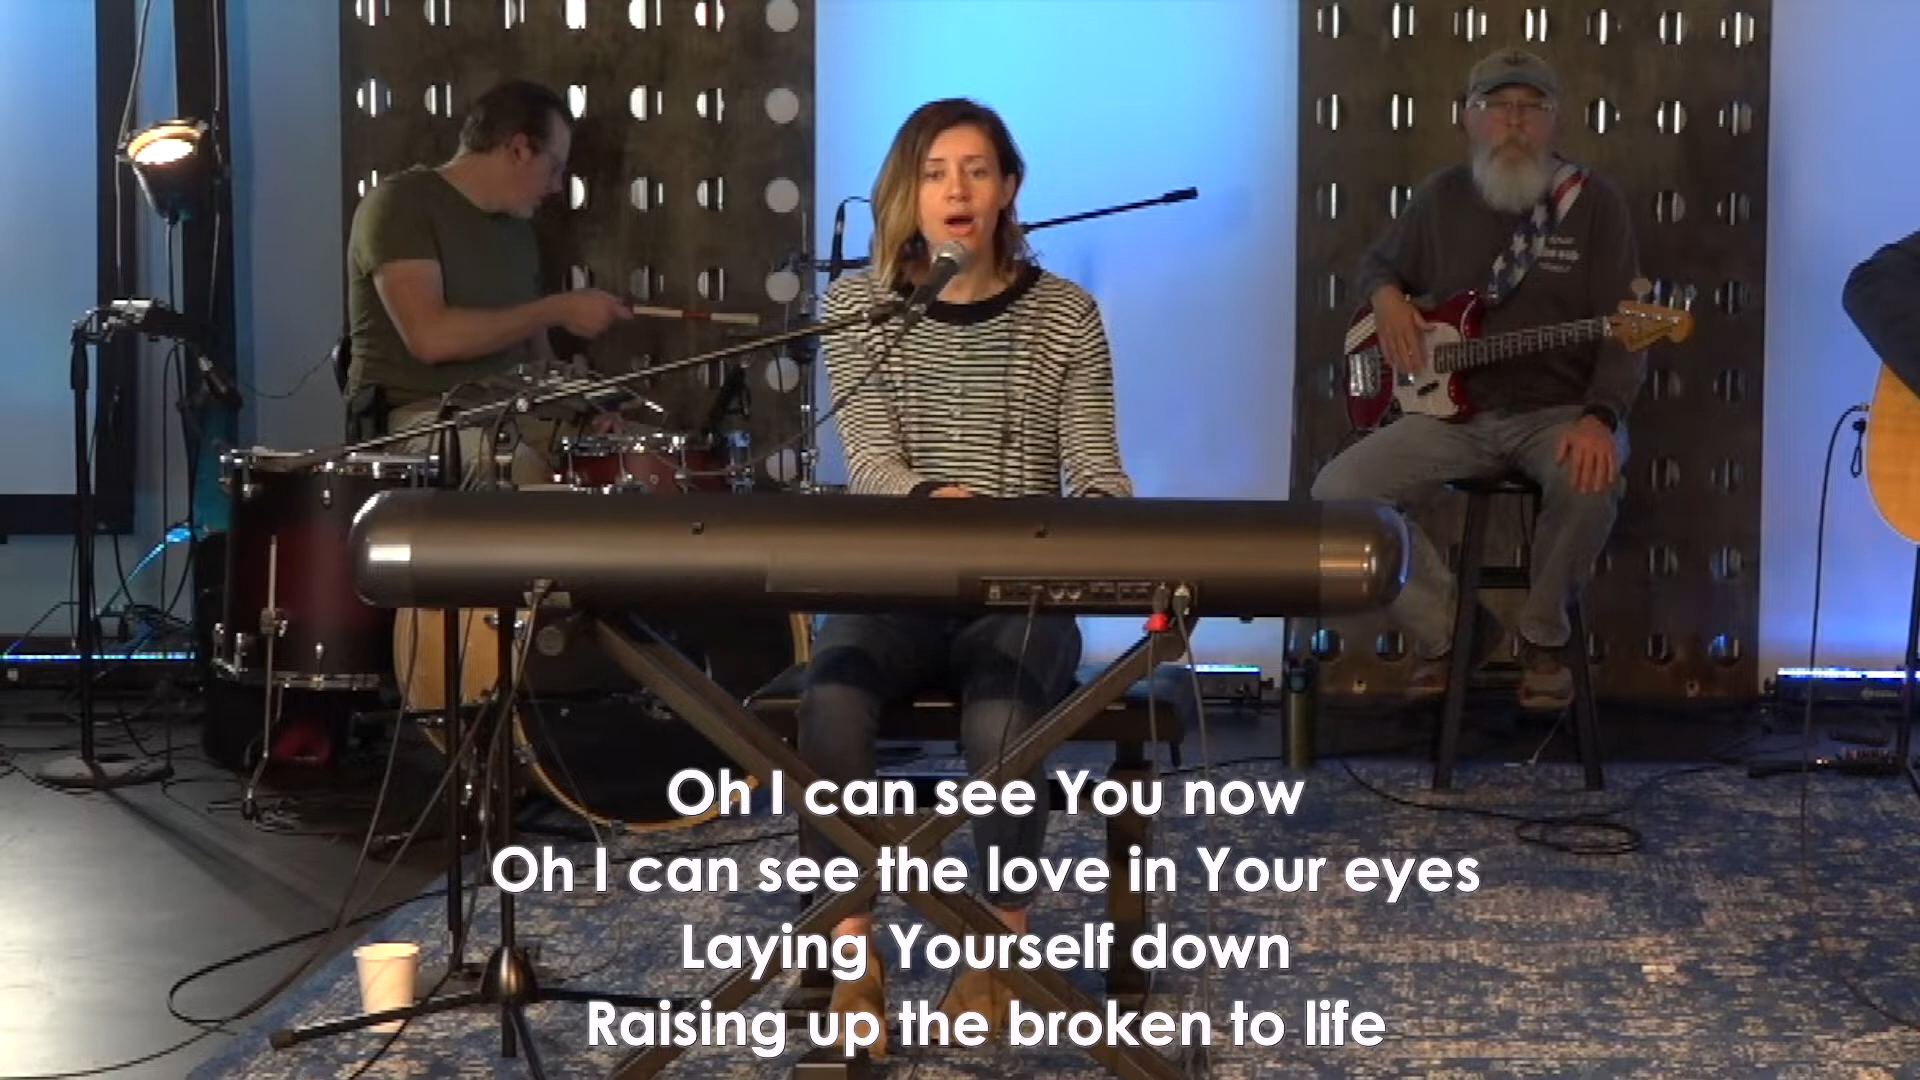 Oh I can see You now
Oh I can see the love in Your eyes
Laying Yourself down
Raising up the broken to life